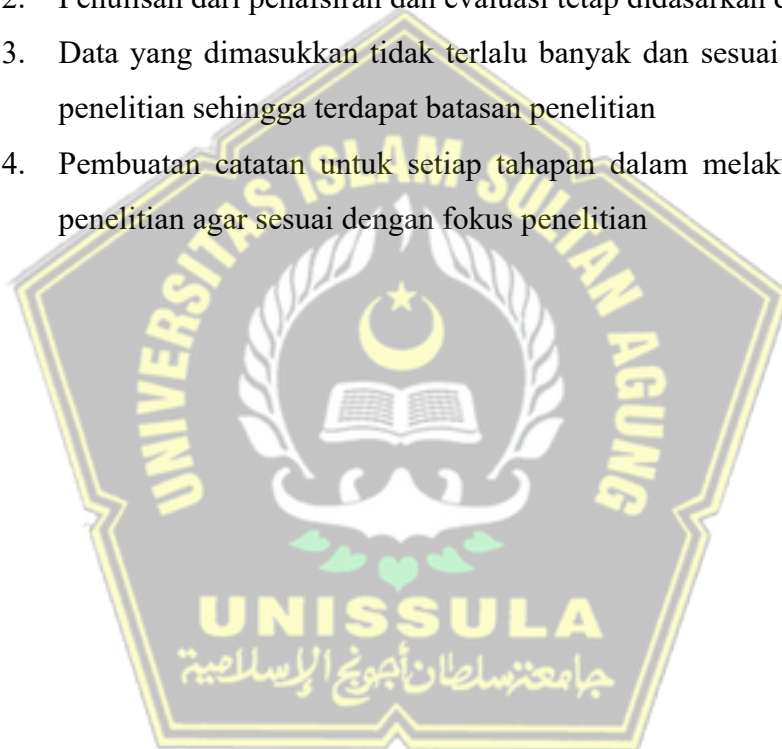 2. Penulisan dari penafsiran dan evaluasi tetap didasarkan
3. Data yang dimasukkan tidak terlalu banyak dan sesuai
penelitian sehingga terdapat batasan penelitian
4. Pembuatan catatan untuk setiap tahapan dalam melak
penelitian agar sesuai dengan fokus penelitian
UNIVERSITAS ISLAM SULTAN AGUNG
UNISSULA
جامعتسلطان أجونج الإسلامية